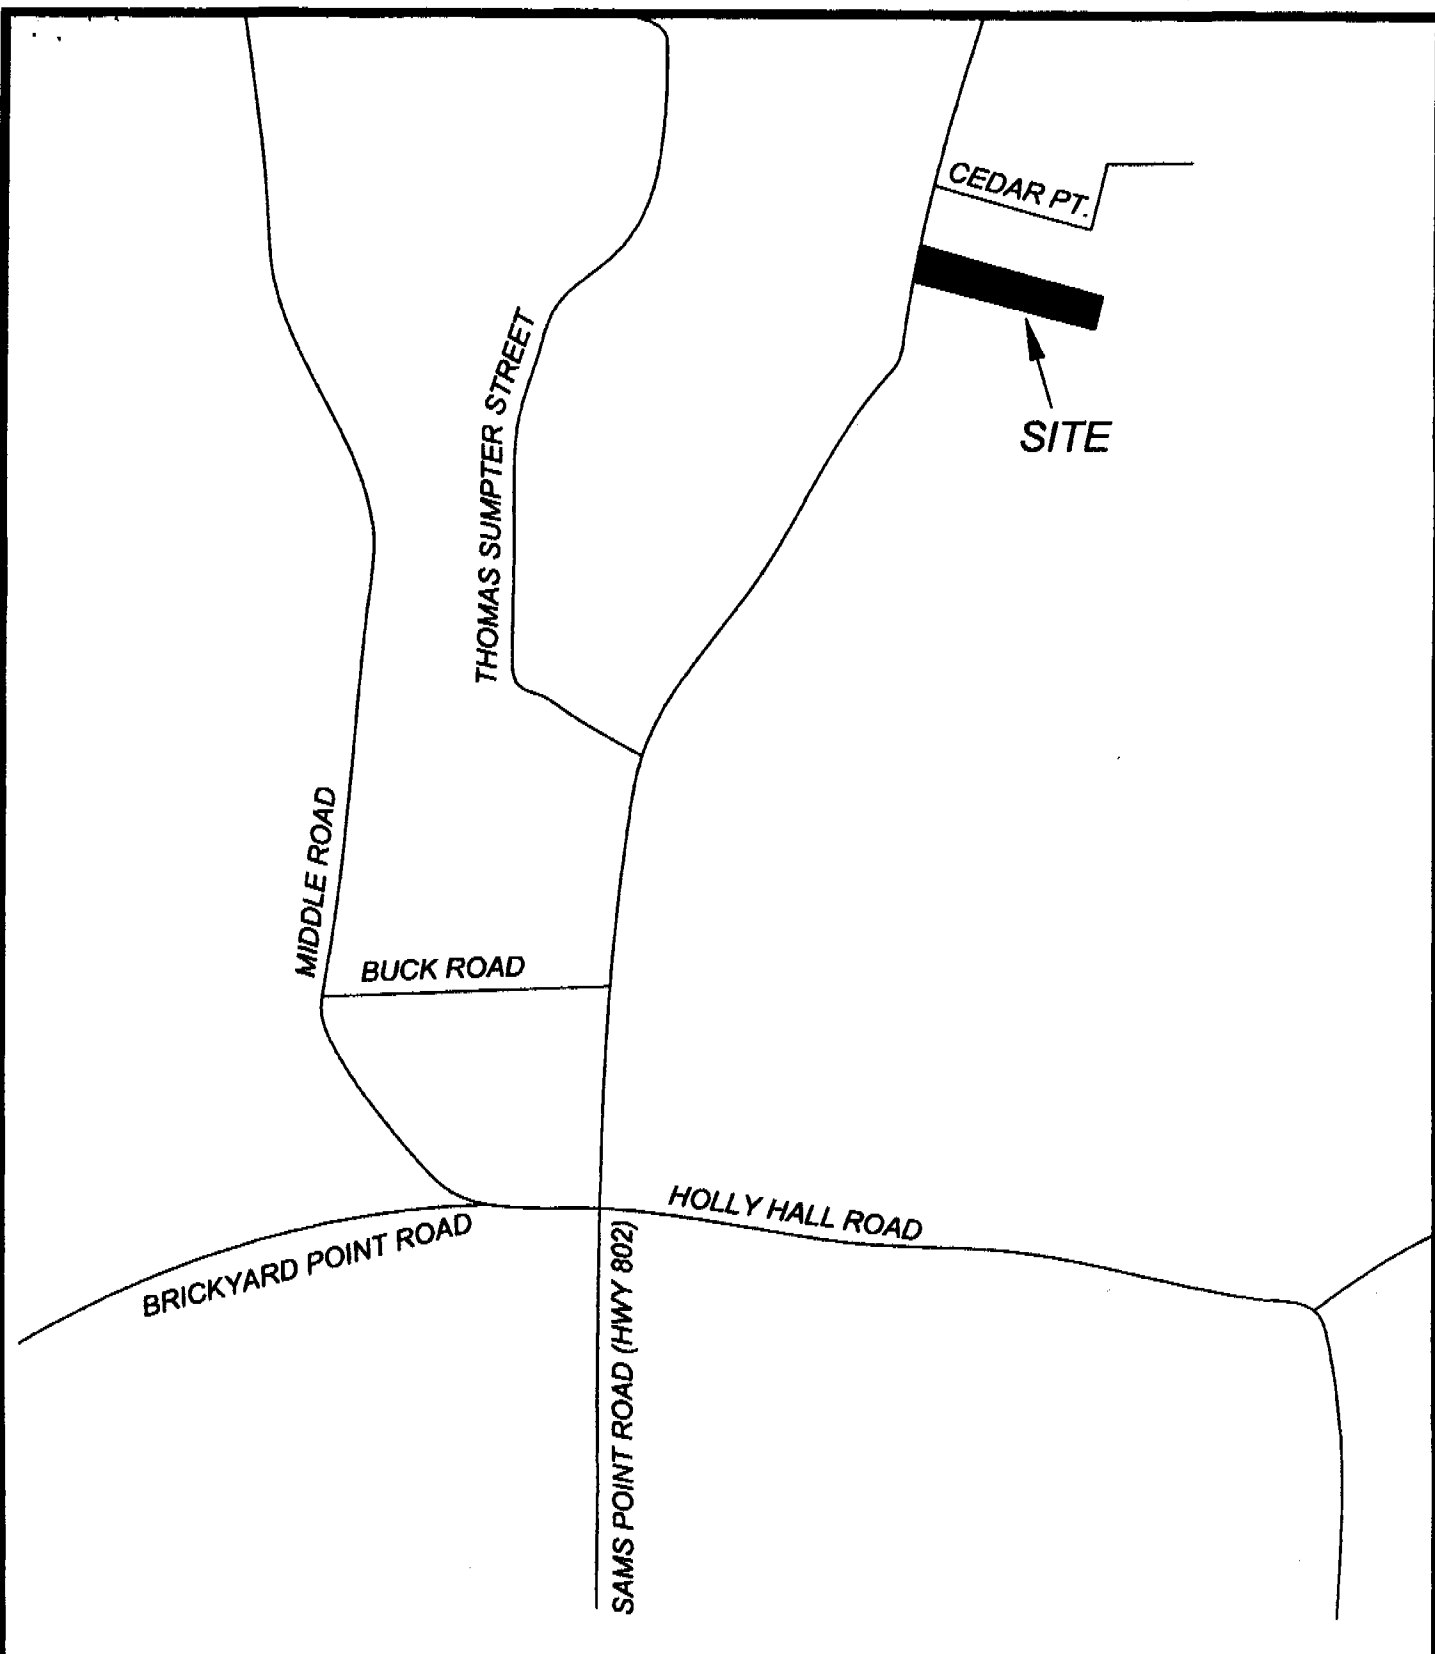 CEDAR PT.
SITE
THOMAS SUMPTER STREET
MIDDLE ROAD
BUCK ROAD
HOLLY HALL ROAD
BRICKYARD POINT ROAD
SAMS POINT ROAD (HWY 802)